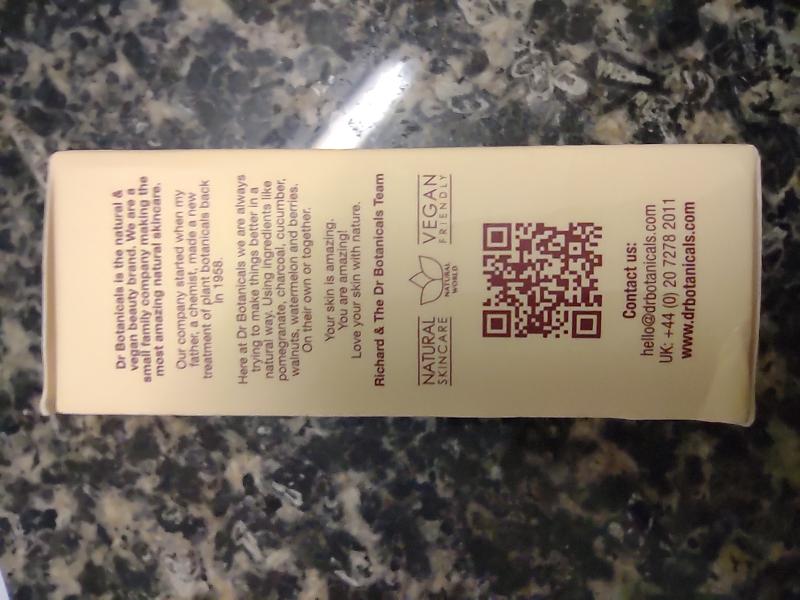 Dr Botanicals is the natural &
vegan beauty brand. We are a
small family company making the
most amazing natural skincare.
Our company started when my
father, a chemist, made a new
treatment of plant botanicals back
in 1958.
Here at Dr Botanicals we are always
trying to make things better in a
natural way. Using ingredients like
pomegranate, charcoal, cucumber,
walnuts, watermelon and berries.
On their own or together.
Your skin is amazing.
You are amazing!
Love your skin with nature.
Richard & The Dr Botanicals Team
NATURAL
SKINCARE
NATURAL
WORLD
VEGAN
FRIENDLY
Contact us:
hello@drbotanicals.com
UK: +44 (0) 20 7278 2011
www.drbotanicals.com